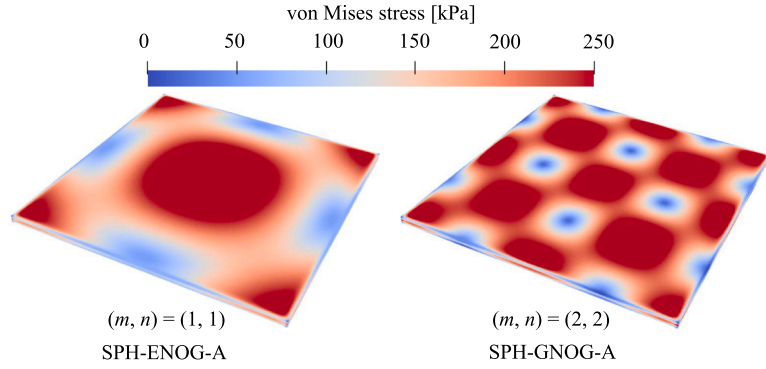 von Mises stress [kPa]
0 50 100 150 200 250
(m, n) = (1, 1) (m, n) = (2, 2)
SPH-ENOG-A SPH-GNOG-A